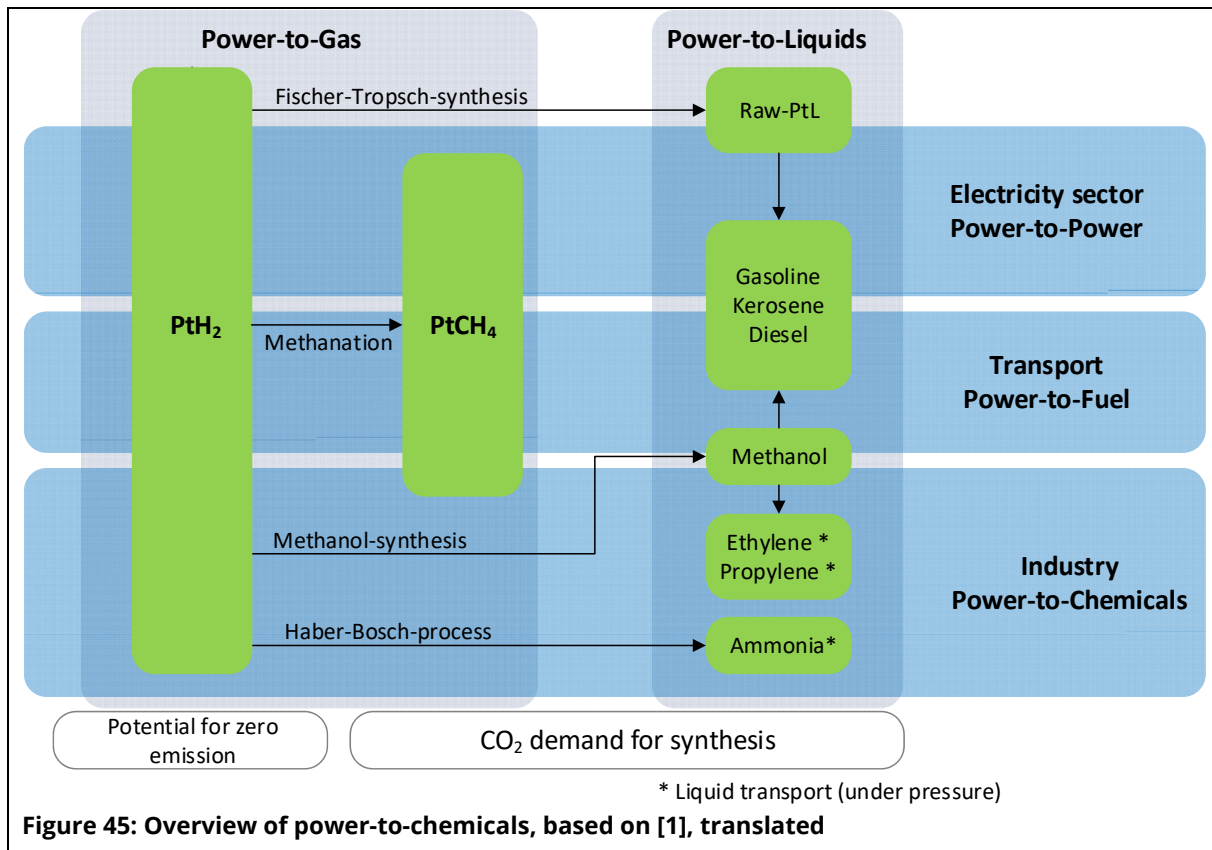 Power-to-Gas
Power-to-Liquids
Fischer-Tropsch-synthesis
Raw-PtL
Electricity sector
Power-to-Power
Gasoline
Kerosene
Diesel
PtH₂
Methanation
PtCH₄
Transport
Power-to-Fuel
Methanol
Methanol-synthesis
Ethylene *
Propylene *
Industry
Power-to-Chemicals
Haber-Bosch-process
Ammonia*
Potential for zero
emission
CO₂ demand for synthesis
* Liquid transport (under pressure)
Figure 45: Overview of power-to-chemicals, based on [1], translated